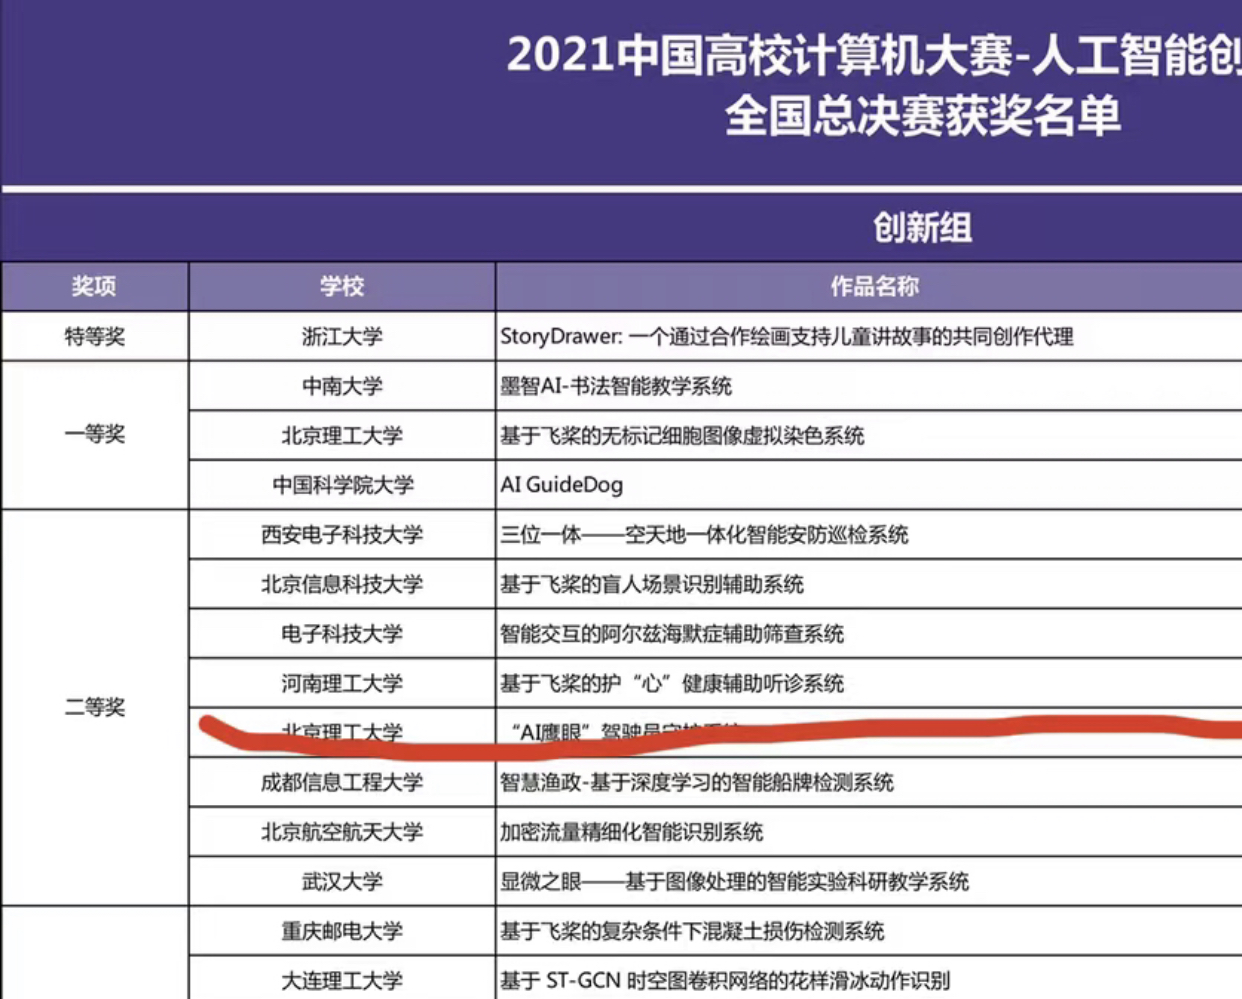 2021中国高校计算机大赛-人工智能创
全国总决赛获奖名单
创新组
奖项 学校 作品名称
特等奖 浙江大学 StoryDrawer: 一个通过合作绘画支持儿童讲故事的共同创作代理
一等奖 中南大学 墨智AI-书法智能教学系统
北京理工大学 基于飞桨的无标记细胞图像虚拟染色系统
中国科学院大学 AI GuideDog
二等奖 西安电子科技大学 三位一体——空天地一体化智能安防巡检系统
北京信息科技大学 基于飞桨的盲人场景识别辅助系统
电子科技大学 智能交互的阿尔兹海默症辅助筛查系统
河南理工大学 基于飞桨的护“心”健康辅助听诊系统
北京理工大学 “AI鹰眼”驾驶员守护系统
成都信息工程大学 智慧渔政-基于深度学习的智能船牌检测系统
北京航空航天大学 加密流量精细化智能识别系统
武汉大学 显微之眼——基于图像处理的智能实验科研教学系统
重庆邮电大学 基于飞桨的复杂条件下混凝土损伤检测系统
大连理工大学 基于 ST-GCN 时空图卷积网络的花样滑冰动作识别